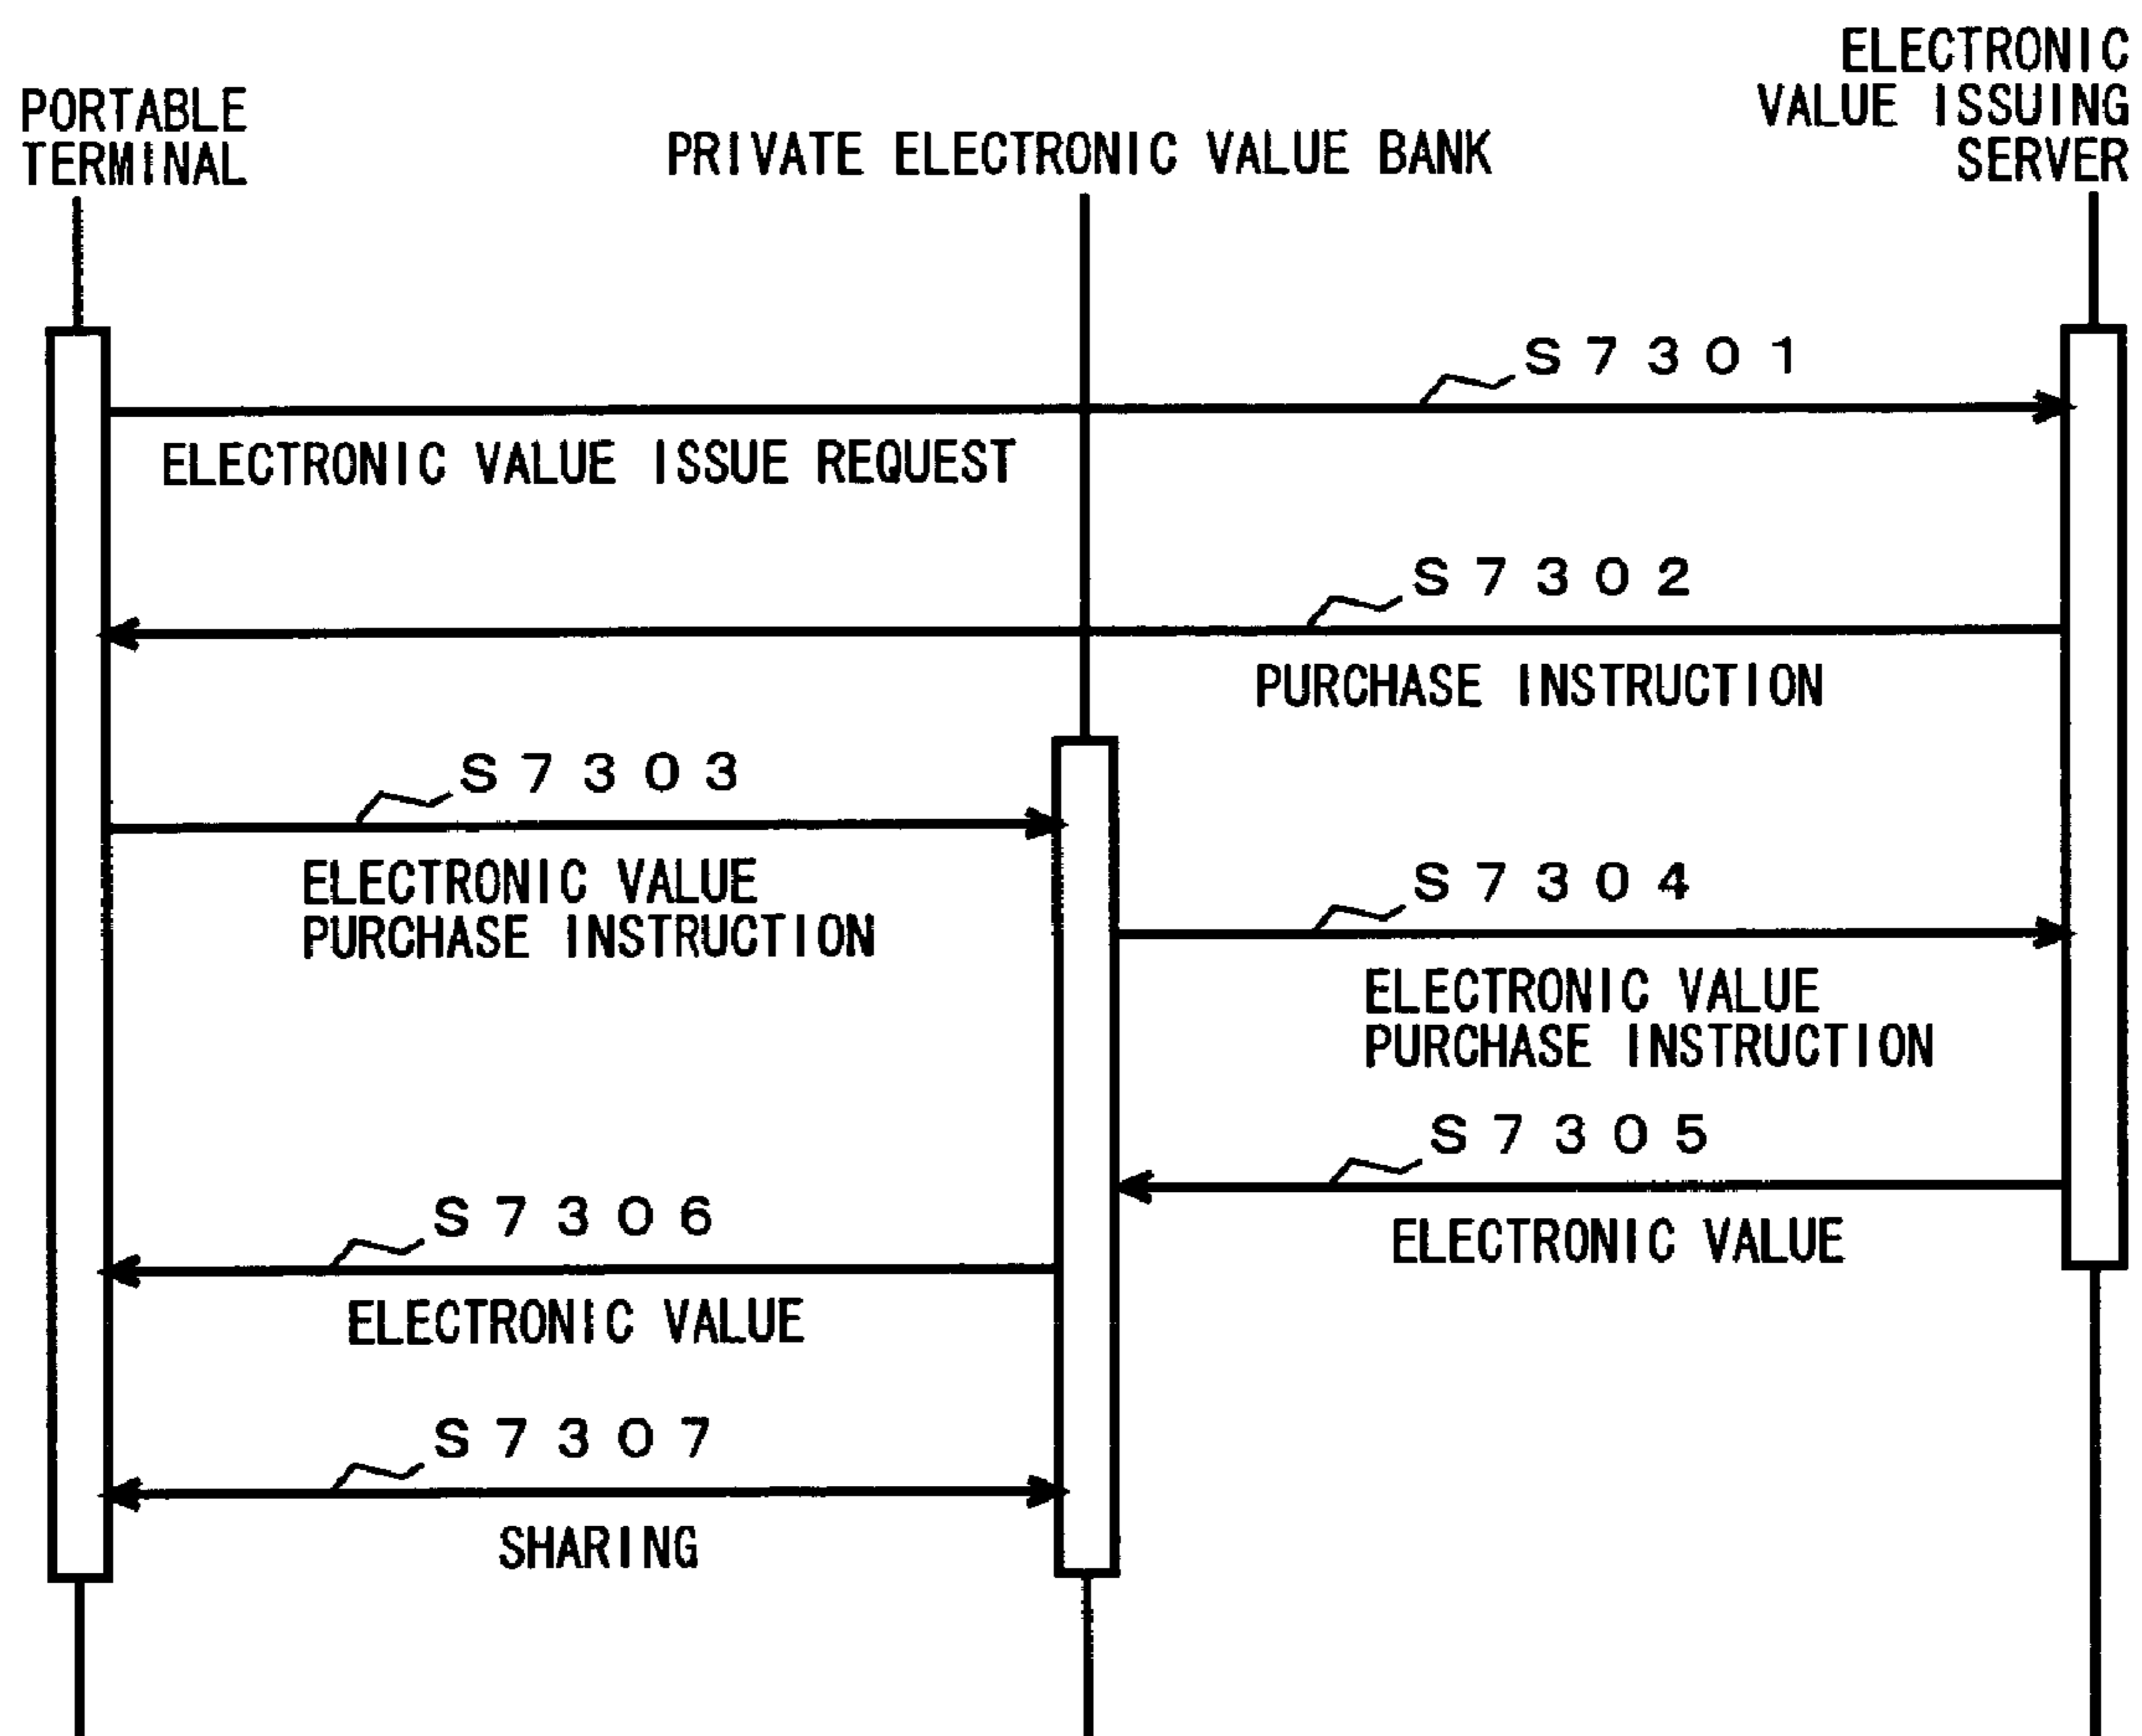 PORTABLE
TERMINAL
PRIVATE ELECTRONIC VALUE BANK
ELECTRONIC
VALUE ISSUING
SERVER
S7301
ELECTRONIC VALUE ISSUE REQUEST
S7302
PURCHASE INSTRUCTION
S7303
ELECTRONIC VALUE
PURCHASE INSTRUCTION
S7304
ELECTRONIC VALUE
PURCHASE INSTRUCTION
S7305
ELECTRONIC VALUE
S7306
ELECTRONIC VALUE
S7307
SHARING